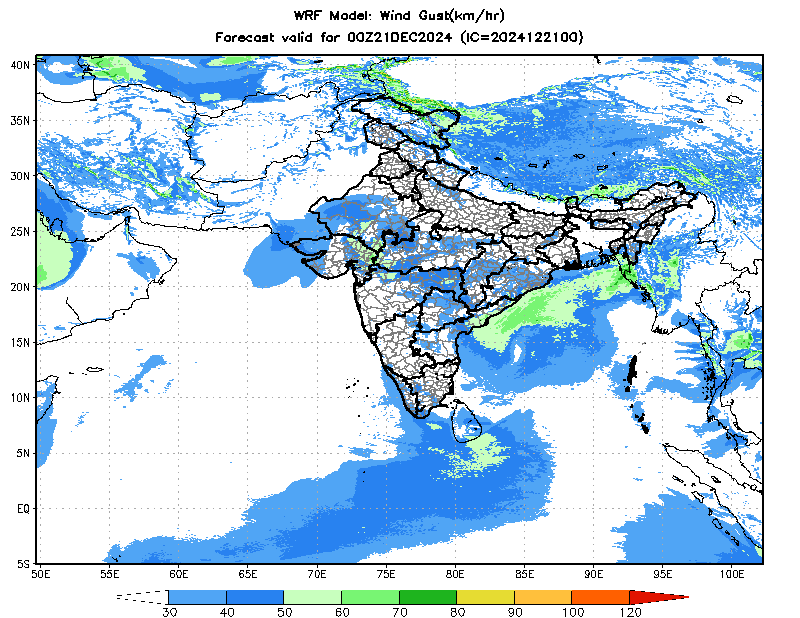 WRF Model: Wind Gust(km/hr)
Forecast valid for 00Z21DEC2024 (IC=2024122100)
40N
35N
30N
25N
20N
15N
10N
5N
EQ
5S
50E 55E 60E 65E 70E 75E 80E 85E 90E 95E 100E
30 40 50 60 70 80 90 100 120